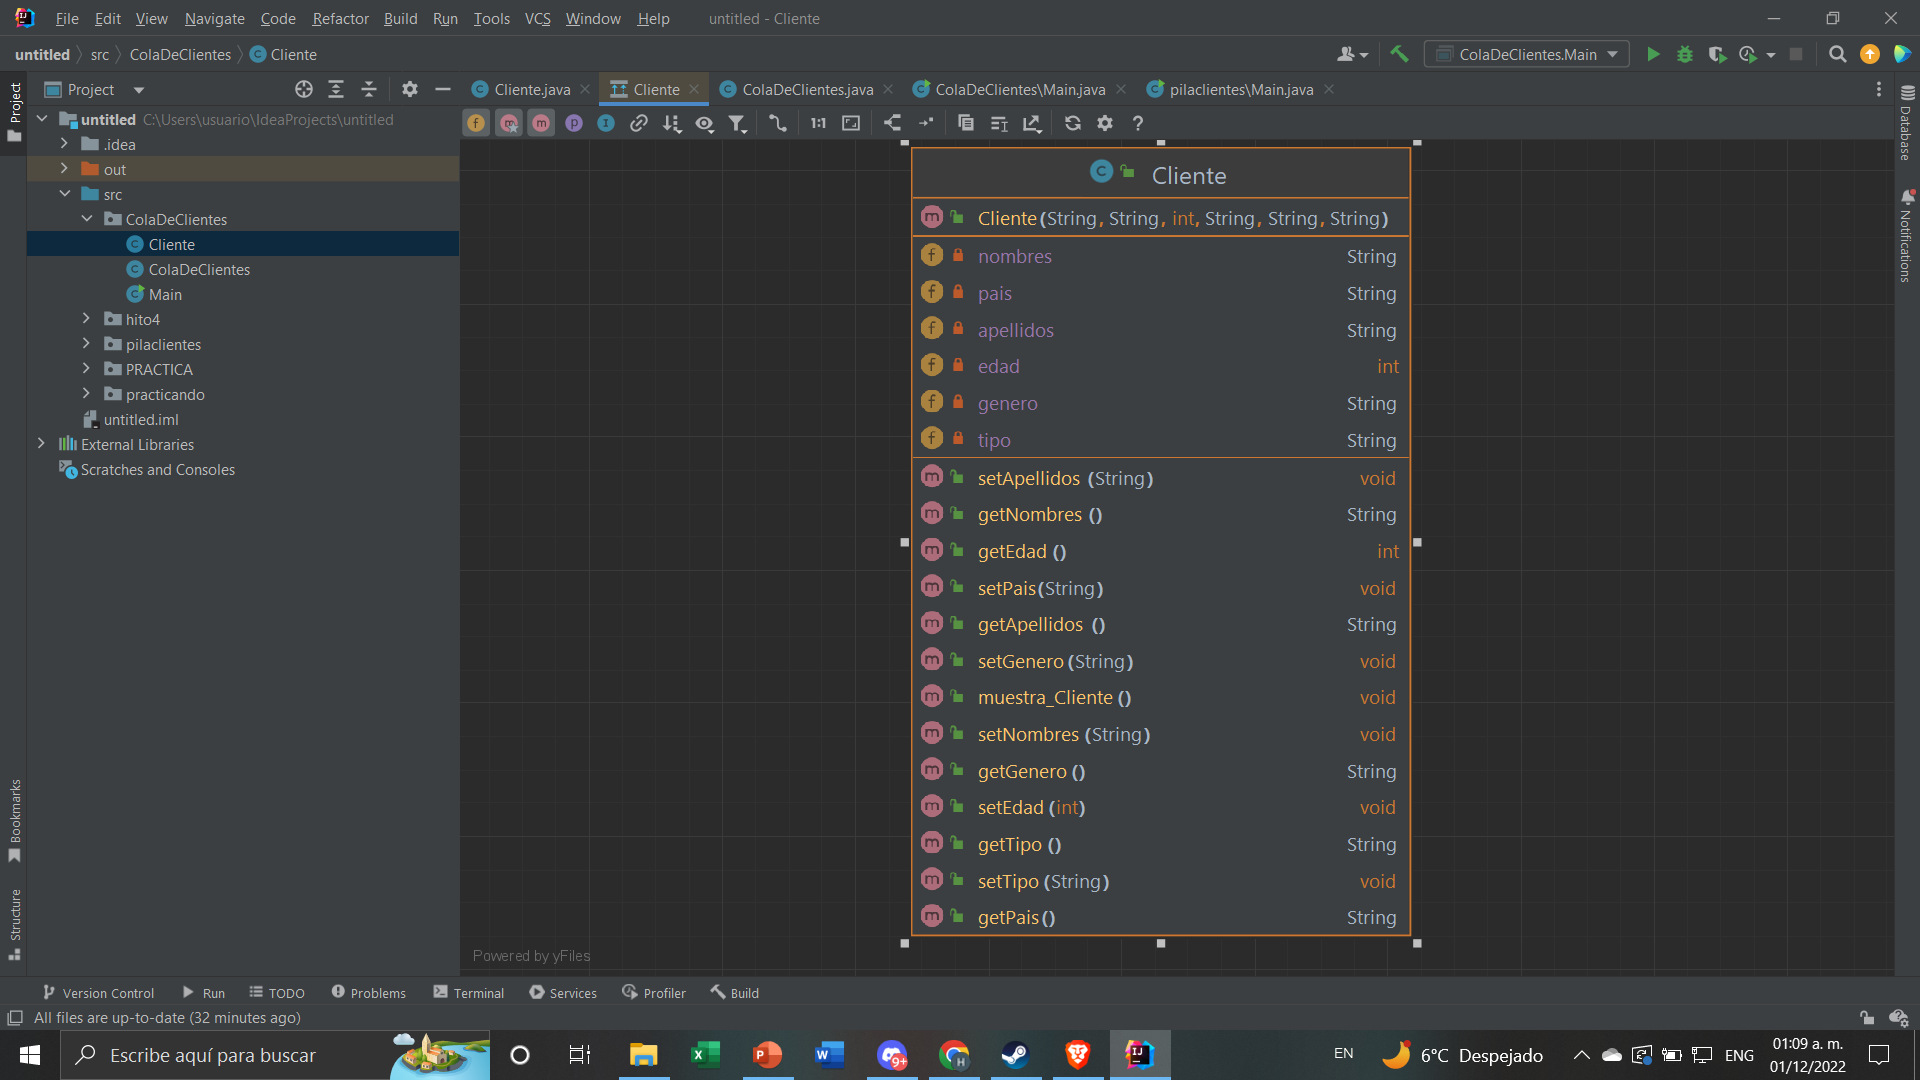 File Edit View Navigate Code Refactor Build Run Tools VCS Window Help untitled - Cliente
untitled src ColaDeClientes Cliente
ColaDeClientes.Main
Project
Cliente.java Cliente ColaDeClientes.java ColaDeClientes\Main.java pilaclientes\Main.java
Project
untitled C:\Users\usuario\IdeaProjects\untitled
.idea
out
src
ColaDeClientes
Cliente
ColaDeClientes
Main
hito4
pilaclientes
PRACTICA
practicando
untitled.iml
External Libraries
Scratches and Consoles
1:1
Cliente
Cliente(String, String, int, String, String, String)
nombres String
pais String
apellidos String
edad int
genero String
tipo String
setApellidos (String) void
getNombres () String
getEdad () int
setPais(String) void
getApellidos () String
setGenero (String) void
muestra_Cliente () void
setNombres (String) void
getGenero () String
setEdad (int) void
getTipo () String
setTipo (String) void
getPais() String
Powered by yFiles
Database
Notifications
Bookmarks
Structure
Version Control Run TODO Problems Terminal Services Profiler Build
All files are up-to-date (32 minutes ago)
Escribe aquí para buscar
9+
EN
6°C Despejado
ENG
01:09 a. m.
01/12/2022